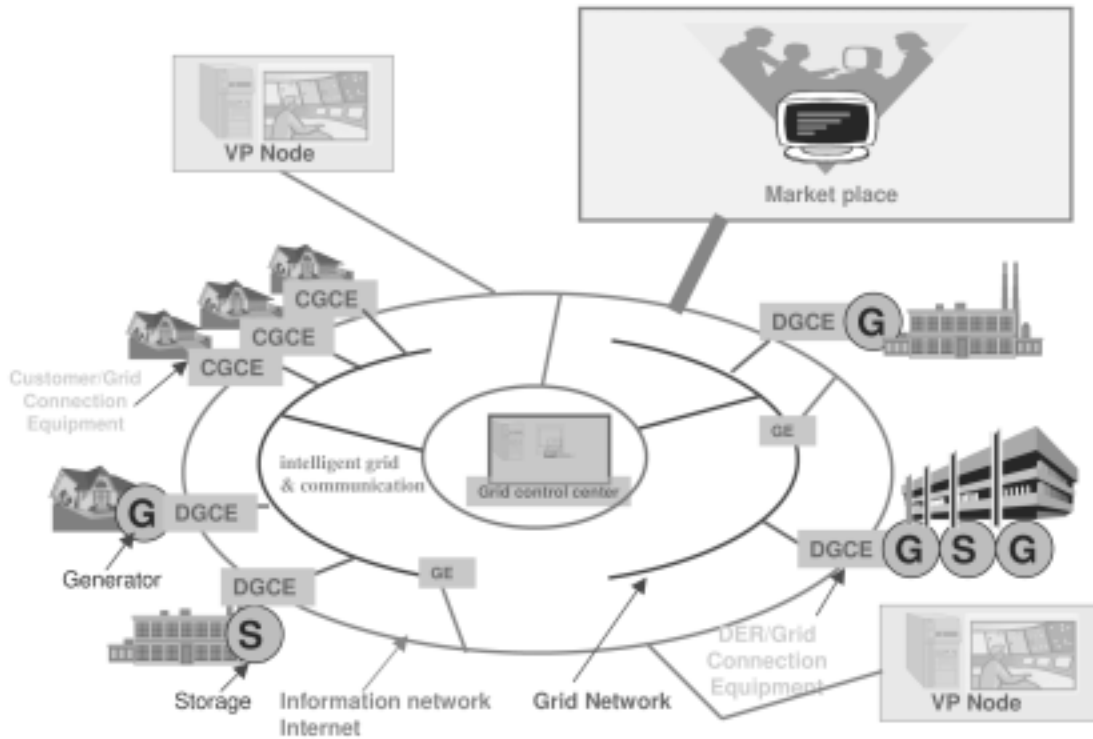 VP Node
Market place
CGCE
CGCE
CGCE
DGCE
G
Customer/Grid
Connection
Equipment
GE
intelligent grid
& communication
Grid control center
G
DGCE
DGCE
G
S
G
Generator
GE
DGCE
S
DER/Grid
Connection
Equipment
Storage
Information network
Internet
Grid Network
VP Node